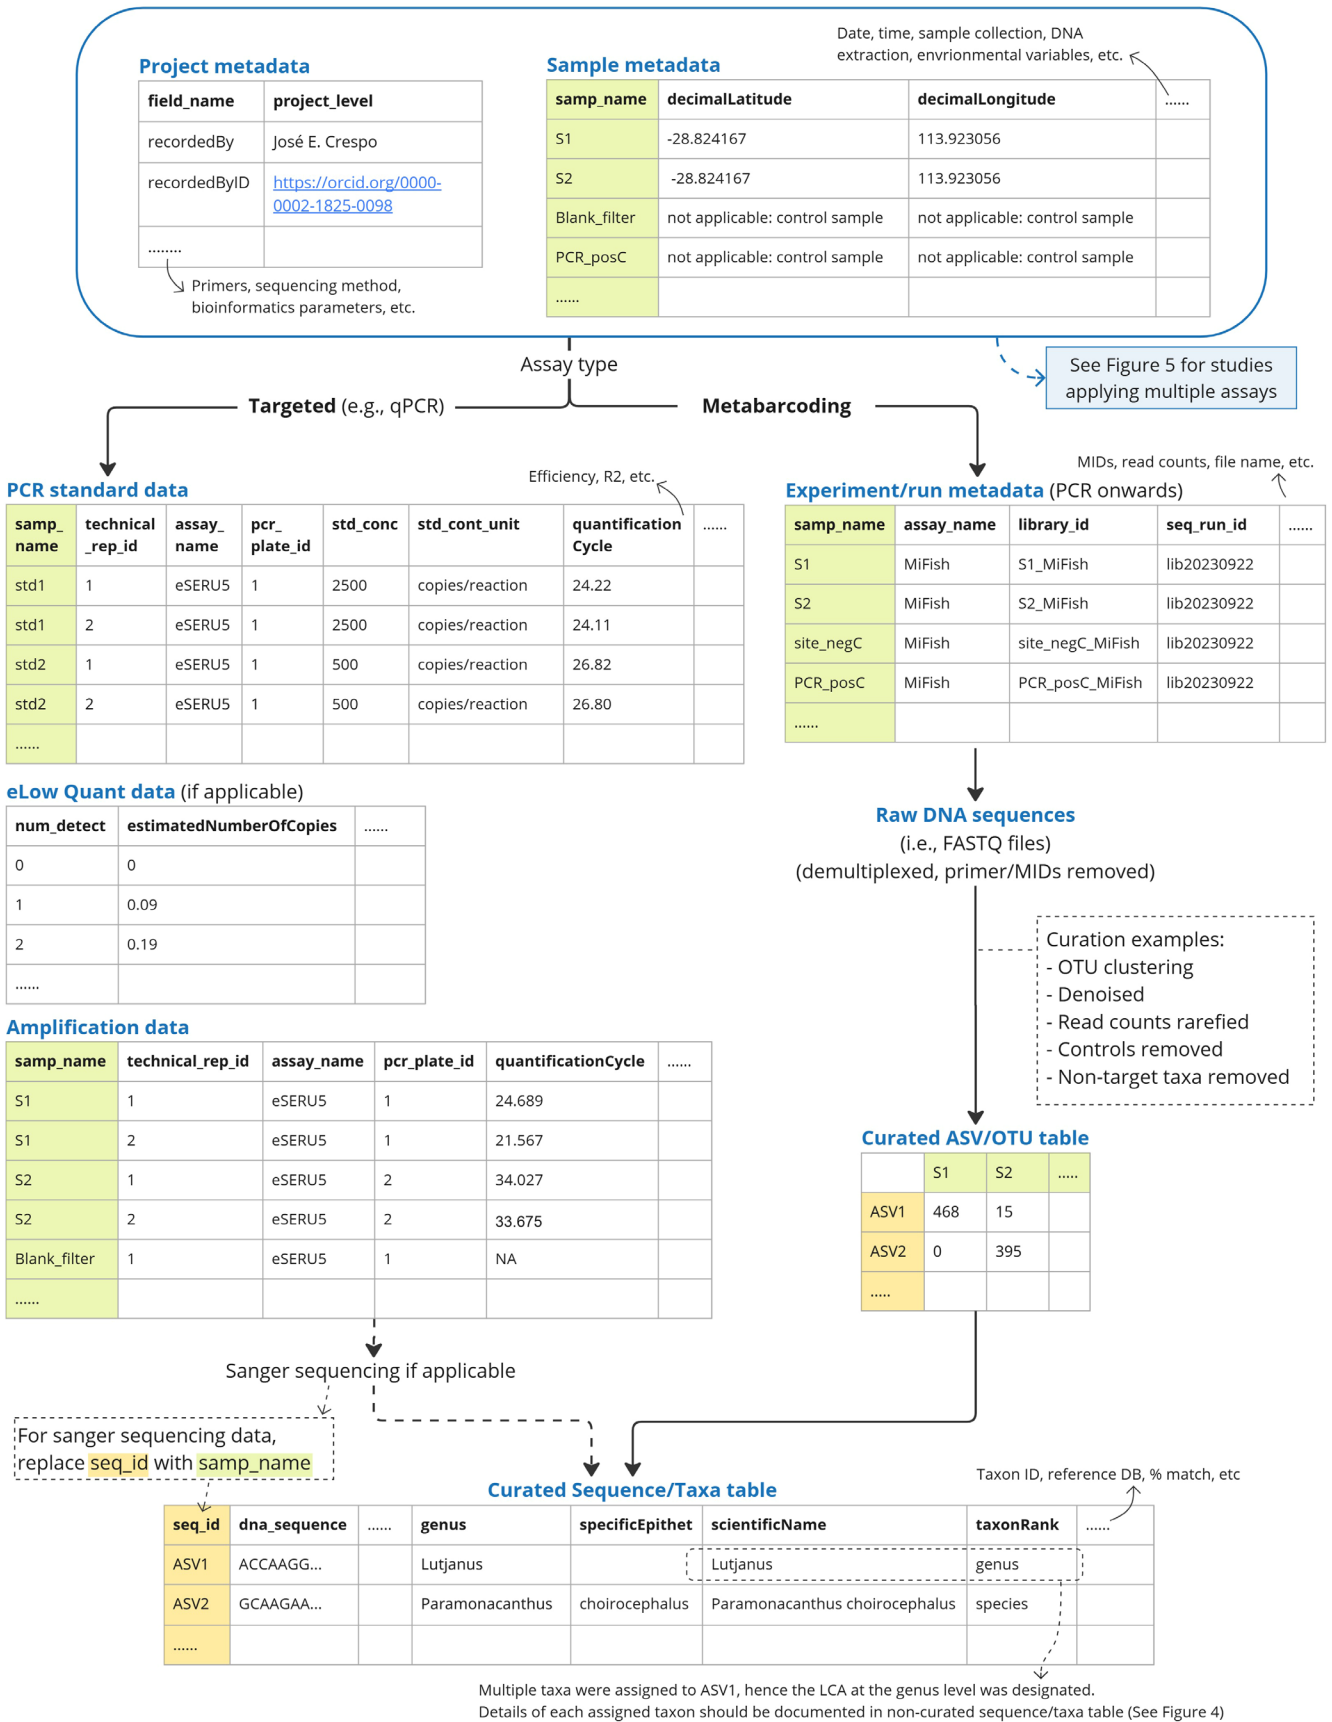 Date, time, sample collection, DNA
extraction, envrionmental variables, etc.
Project metadata
field_name project_level
recordedBy José E. Crespo
recordedByID https://orcid.org/0000-
0002-1825-0098
........
Primers, sequencing method,
bioinformatics parameters, etc.
Sample metadata
samp_name decimalLatitude decimalLongitude ......
S1 -28.824167 113.923056
S2 -28.824167 113.923056
Blank_filter not applicable: control sample not applicable: control sample
PCR_posC not applicable: control sample not applicable: control sample
......
Assay type
See Figure 5 for studies
applying multiple assays
Targeted (e.g., qPCR)
Metabarcoding
Efficiency, R2, etc.
PCR standard data
samp_ technical assay_ pcr_ std_conc std_cont_unit quantification ......
name _rep_id name plate_id Cycle
std1 1 eSERU5 1 2500 copies/reaction 24.22
std1 2 eSERU5 1 2500 copies/reaction 24.11
std2 1 eSERU5 1 500 copies/reaction 26.82
std2 2 eSERU5 1 500 copies/reaction 26.80
......
MIDs, read counts, file name, etc.
Experiment/run metadata (PCR onwards)
samp_name assay_name library_id seq_run_id ......
S1 MiFish S1_MiFish lib20230922
S2 MiFish S2_MiFish lib20230922
site_negC MiFish site_negC_MiFish lib20230922
PCR_posC MiFish PCR_posC_MiFish lib20230922
......
eLow Quant data (if applicable)
num_detect estimatedNumberOfCopies ......
0 0
1 0.09
2 0.19
......
Raw DNA sequences
(i.e., FASTQ files)
(demultiplexed, primer/MIDs removed)
Curation examples:
- OTU clustering
- Denoised
- Read counts rarefied
- Controls removed
- Non-target taxa removed
Amplification data
samp_name technical_rep_id assay_name pcr_plate_id quantificationCycle ......
S1 1 eSERU5 1 24.689
S1 2 eSERU5 1 21.567
S2 1 eSERU5 2 34.027
S2 2 eSERU5 2 33.675
Blank_filter 1 eSERU5 1 NA
......
Curated ASV/OTU table
S1 S2 .....
ASV1 468 15
ASV2 0 395
.....
Sanger sequencing if applicable
For sanger sequencing data,
replace seq_id with samp_name
Taxon ID, reference DB, % match, etc
Curated Sequence/Taxa table
seq_id dna_sequence ...... genus specificEpithet scientificName taxonRank ......
ASV1 ACCAAGG... Lutjanus Lutjanus genus
ASV2 GCAAGAA... Paramonacanthus choirocephalus Paramonacanthus choirocephalus species
......
Multiple taxa were assigned to ASV1, hence the LCA at the genus level was designated.
Details of each assigned taxon should be documented in non-curated sequence/taxa table (See Figure 4)